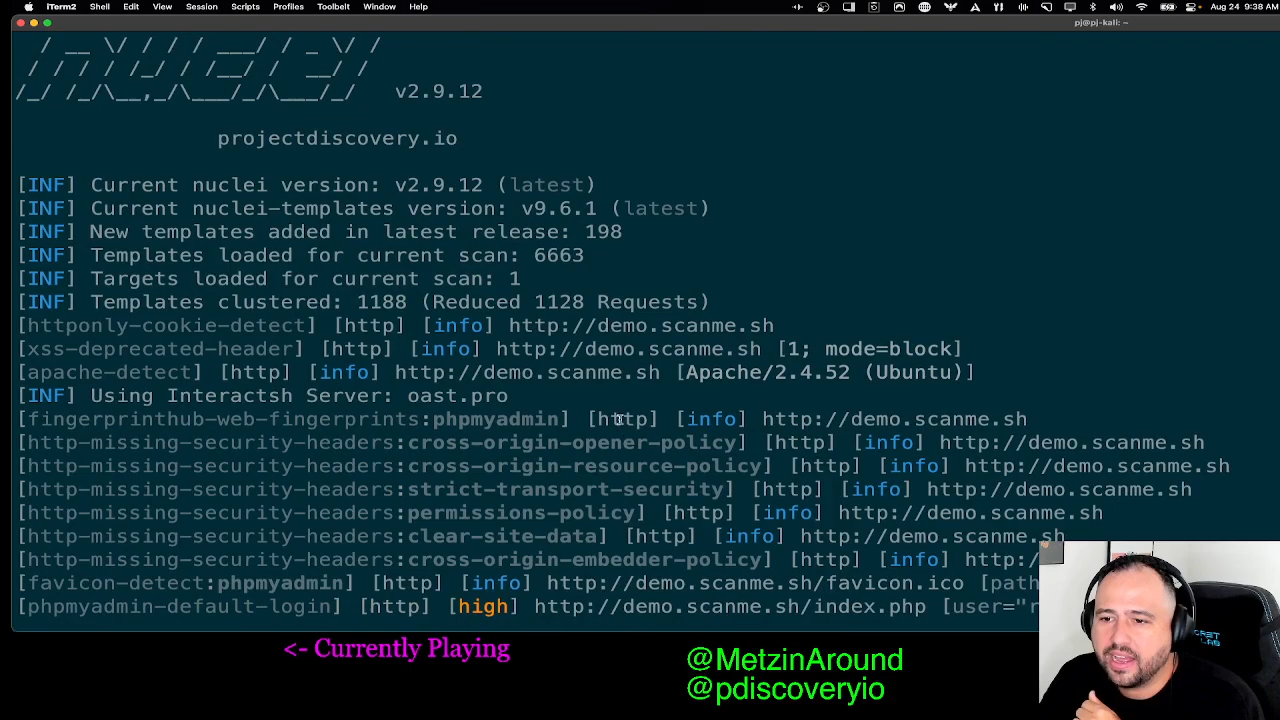 iTerm2 Shell Edit View Session Scripts Profiles Toolbelt Window Help Aug 24 9:38 AM
pj@pj-kali: ~
v2.9.12
projectdiscovery.io
[INF] Current nuclei version: v2.9.12 (latest)
[INF] Current nuclei-templates version: v9.6.1 (latest)
[INF] New templates added in latest release: 198
[INF] Templates loaded for current scan: 6663
[INF] Targets loaded for current scan: 1
[INF] Templates clustered: 1188 (Reduced 1128 Requests)
[httponly-cookie-detect] [http] [info] http://demo.scanme.sh
[xss-deprecated-header] [http] [info] http://demo.scanme.sh [1; mode=block]
[apache-detect] [http] [info] http://demo.scanme.sh [Apache/2.4.52 (Ubuntu)]
[INF] Using Interactsh Server: oast.pro
[fingerprinthub-web-fingerprints:phpmyadmin] [http] [info] http://demo.scanme.sh
[http-missing-security-headers:cross-origin-opener-policy] [http] [info] http://demo.scanme.sh
[http-missing-security-headers:cross-origin-resource-policy] [http] [info] http://demo.scanme.sh
[http-missing-security-headers:strict-transport-security] [http] [info] http://demo.scanme.sh
[http-missing-security-headers:permissions-policy] [http] [info] http://demo.scanme.sh
[http-missing-security-headers:clear-site-data] [http] [info] http://demo.scanme.sh
[http-missing-security-headers:cross-origin-embedder-policy] [http] [info] http:/
[favicon-detect:phpmyadmin] [http] [info] http://demo.scanme.sh/favicon.ico [path
[phpmyadmin-default-login] [http] [high] http://demo.scanme.sh/index.php [user="r
<- Currently Playing
@MetzinAround
@pdiscoveryio